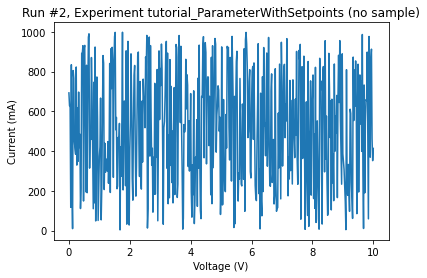 Run #2, Experiment tutorial_ParameterWithSetpoints (no sample)
1000
800
600
400
200
0
Current (mA)
0 2 4 6 8 10
Voltage (V)